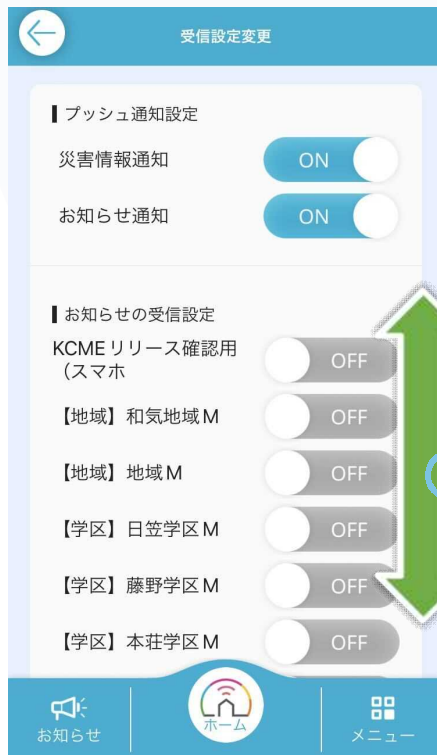 受信設定変更
プッシュ通知設定
災害情報通知 ON
お知らせ通知 ON
お知らせの受信設定
KCMEリリース確認用
（スマホ OFF
【地域】和気地域M OFF
【地域】地域M OFF
【学区】日笠学区M OFF
【学区】藤野学区M OFF
【学区】本荘学区M OFF
お知らせ ホーム メニュー